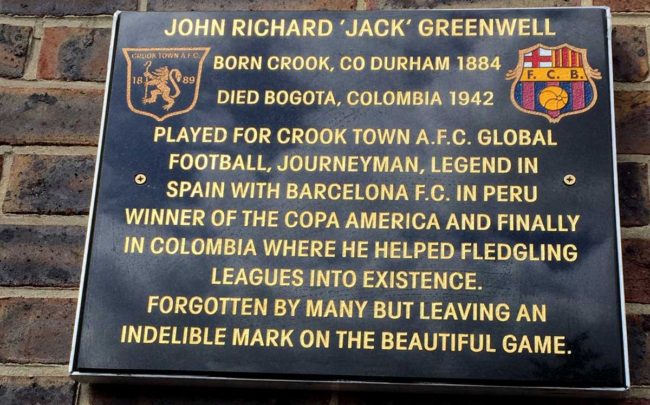 JOHN RICHARD 'JACK' GREENWELL
CROOK TOWN A.F.C.
18 89
BORN CROOK, CO DURHAM 1884
DIED BOGOTA, COLOMBIA 1942
F. C. B.
PLAYED FOR CROOK TOWN A.F.C. GLOBAL
FOOTBALL, JOURNEYMAN, LEGEND IN
SPAIN WITH BARCELONA F.C. IN PERU
WINNER OF THE COPA AMERICA AND FINALLY
IN COLOMBIA WHERE HE HELPED FLEDGLING
LEAGUES INTO EXISTENCE.
FORGOTTEN BY MANY BUT LEAVING AN
INDELIBLE MARK ON THE BEAUTIFUL GAME.